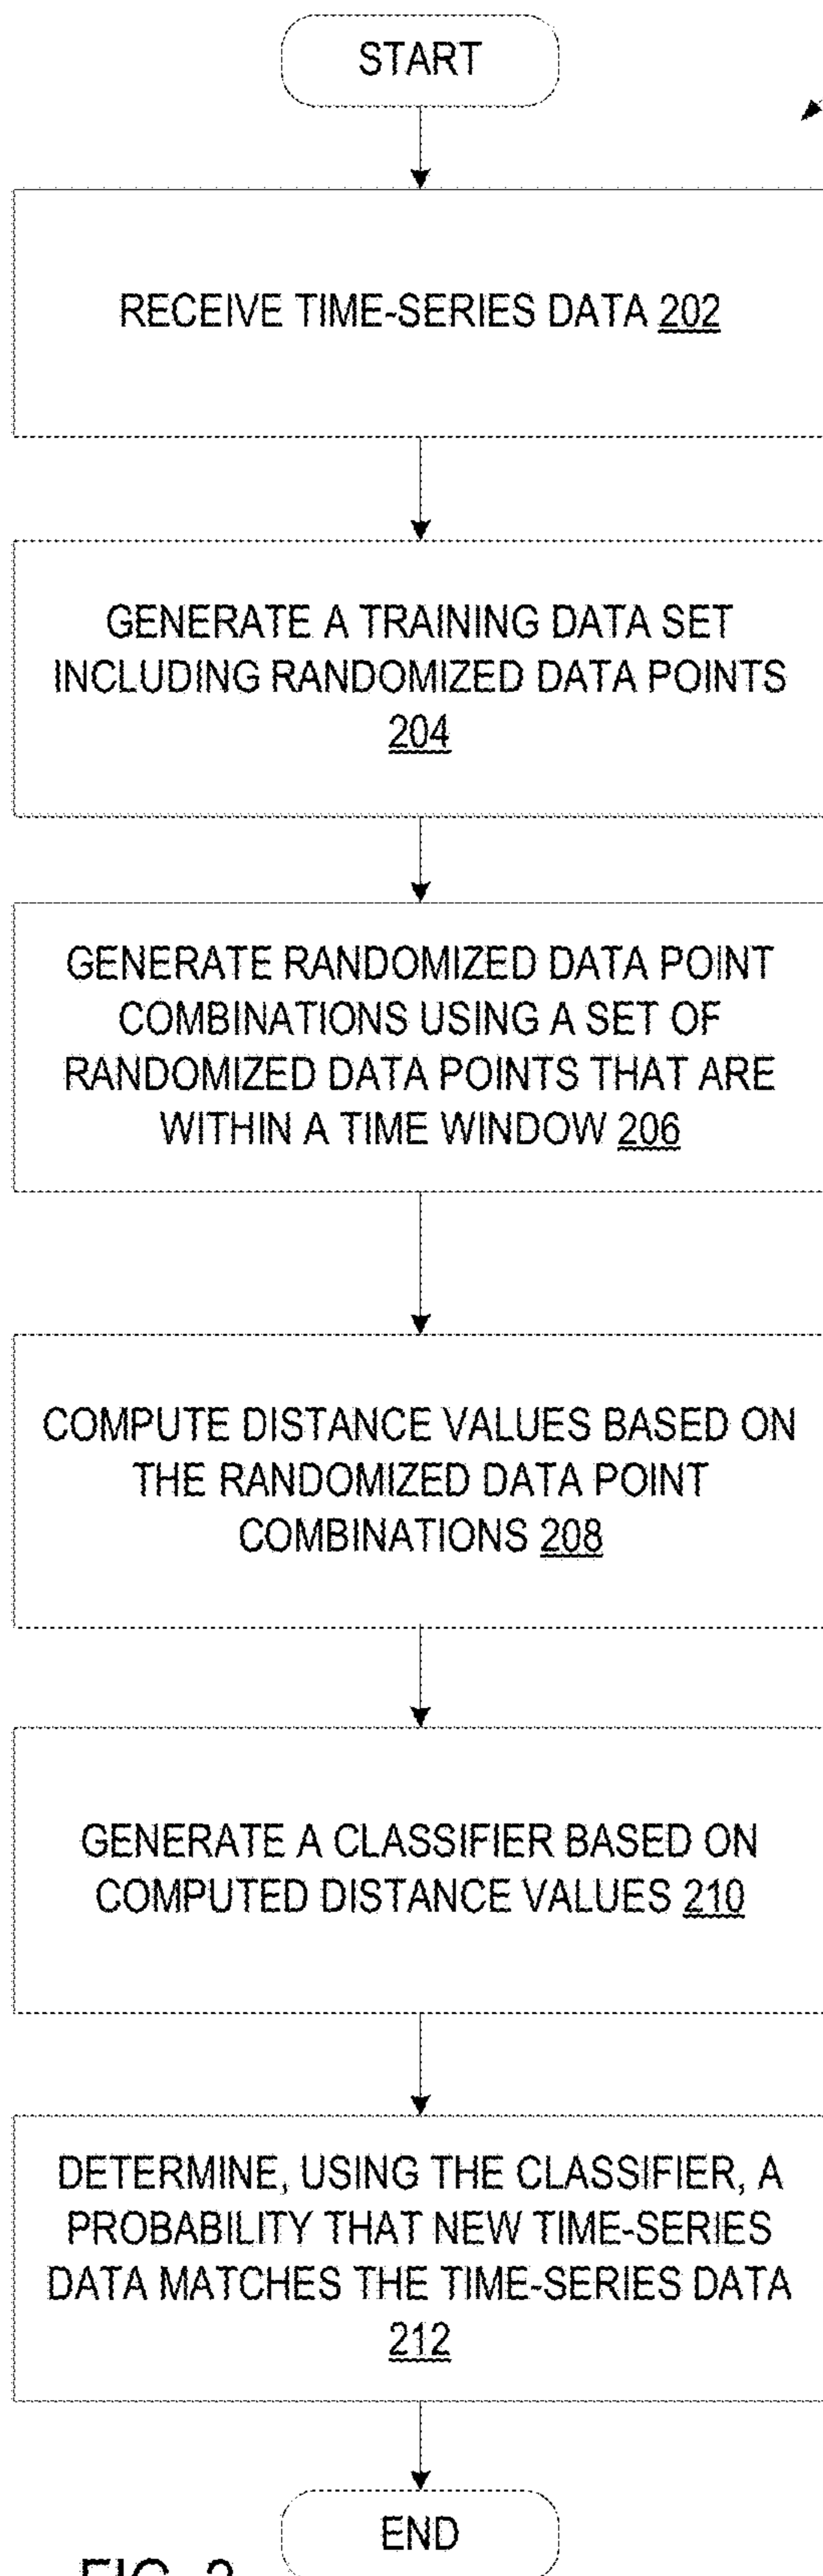 START
RECEIVE TIME-SERIES DATA 202
GENERATE A TRAINING DATA SET
INCLUDING RANDOMIZED DATA POINTS
204
GENERATE RANDOMIZED DATA POINT
COMBINATIONS USING A SET OF
RANDOMIZED DATA POINTS THAT ARE
WITHIN A TIME WINDOW 206
COMPUTE DISTANCE VALUES BASED ON
THE RANDOMIZED DATA POINT
COMBINATIONS 208
GENERATE A CLASSIFIER BASED ON
COMPUTED DISTANCE VALUES 210
DETERMINE, USING THE CLASSIFIER, A
PROBABILITY THAT NEW TIME-SERIES
DATA MATCHES THE TIME-SERIES DATA
212
END
FIG. 2